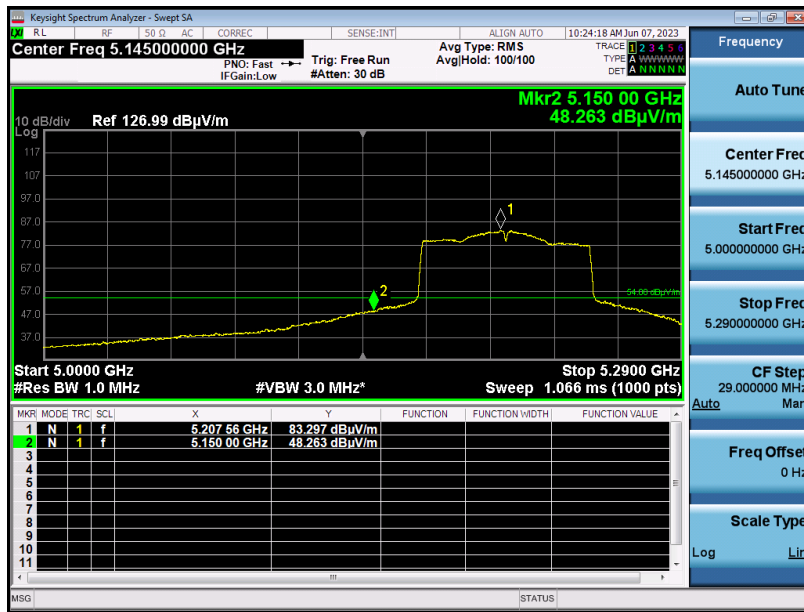 Keysight Spectrum Analyzer - Swept SA
LXI RL RF 50 Ω AC CORREC SENSE:INT ALIGN AUTO 10:24:18 AM Jun 07, 2023
Center Freq 5.145000000 GHz
PNO: Fast
IFGain:Low
Trig: Free Run
#Atten: 30 dB
Avg Type: RMS
Avg|Hold: 100/100
TRACE 1 2 3 4 5 6
TYPE A WWWWW
DET A N N N N N
Mkr2 5.150 00 GHz
48.263 dBµV/m
10 dB/div Ref 126.99 dBµV/m
Log
117
107
97.0
87.0
77.0
67.0
57.0
47.0
37.0
1
2
54.00 dBµV/m
Start 5.0000 GHz Stop 5.2900 GHz
#Res BW 1.0 MHz #VBW 3.0 MHz* Sweep 1.066 ms (1000 pts)
MKR MODE TRC SCL X Y FUNCTION FUNCTION WIDTH FUNCTION VALUE
1 N 1 f 5.207 56 GHz 83.297 dBµV/m
2 N 1 f 5.150 00 GHz 48.263 dBµV/m
3
4
5
6
7
8
9
10
11
MSG STATUS
Frequency
Auto Tune
Center Freq
5.145000000 GHz
Start Freq
5.000000000 GHz
Stop Freq
5.290000000 GHz
CF Step
29.000000 MHz
Auto Man
Freq Offset
0 Hz
Scale Type
Log Lin